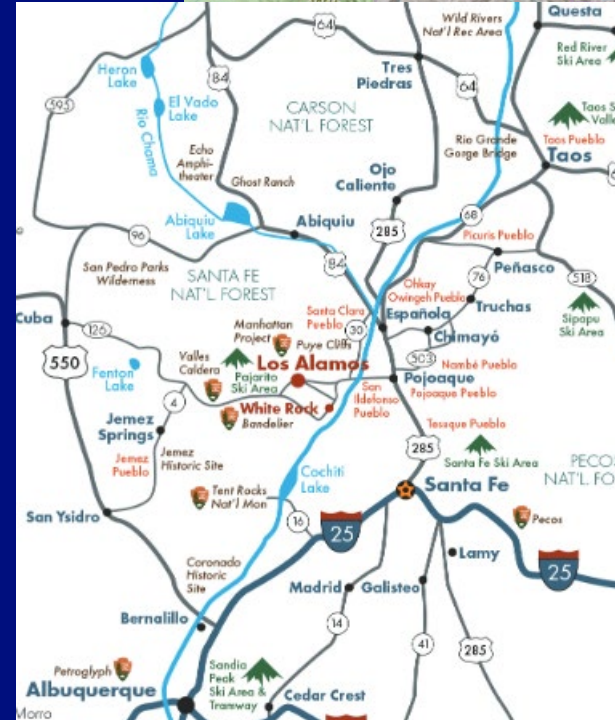 Wild Rivers
Nat'l Rec Area
Questa
64
Red River
Ski Area
Heron
Lake
84
Tres
Piedras
64
595
El Vado
Lake
CARSON
NAT'L FOREST
Taos S
Valle
Rio Chama
Echo
Amphi-
theater
Rio Grande
Gorge Bridge
Taos Pueblo
Taos
Ghost Ranch
Ojo
Caliente
Abiquiu
Lake
Abiquiu
68
285
96
Picuris Pueblo
84
Peñasco
San Pedro Parks
Wilderness
SANTA FE
NAT'L FOREST
76
518
Ohkay
Owingeh Pueblo
Truchas
Santa Clara
Pueblo
Española
Sipapu
Ski Area
Cuba
126
Manhattan
Project
30
Puye Cliffs
Chimayó
550
Valles
Caldera
503
Fenton
Lake
Pajarito
Ski Area
Los Alamos
Nambé Pueblo
Pojoaque
Pojoaque Pueblo
4
White Rock
San
Ildefonso
Pueblo
Bandelier
Jemez
Springs
Tesuque Pueblo
285
Jemez
Pueblo
Jemez
Historic Site
Santa Fe Ski Area
PECO
NAT'L FO
Cochiti
Lake
Santa Fe
Tent Rocks
Nat'l Mon
San Ysidro
16
25
Pecos
Lamy
25
Coronado
Historic
Site
Madrid
Galisteo
Bernalillo
14
41
285
Petroglyph
Sandia
Peak
Ski Area &
Tramway
Albuquerque
Cedar Crest
Morro